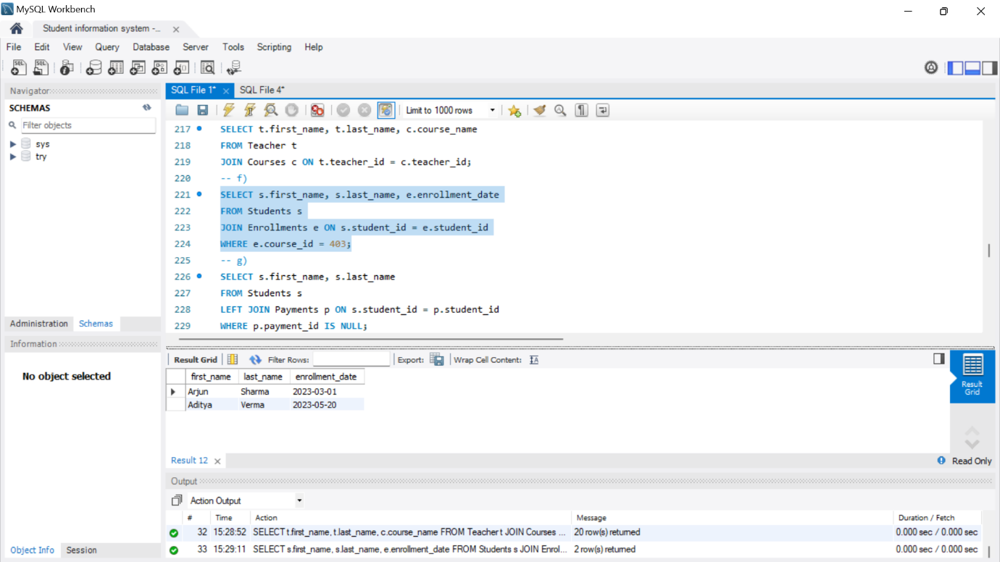 MySQL Workbench
Student information system -...
File Edit View Query Database Server Tools Scripting Help
Navigator
SCHEMAS
Filter objects
sys
try
Administration Schemas
Information
No object selected
Object Info Session
SQL File 1* SQL File 4*
Limit to 1000 rows
217 SELECT t.first_name, t.last_name, c.course_name
218 FROM Teacher t
219 JOIN Courses c ON t.teacher_id = c.teacher_id;
220 -- f)
221 SELECT s.first_name, s.last_name, e.enrollment_date
222 FROM Students s
223 JOIN Enrollments e ON s.student_id = e.student_id
224 WHERE e.course_id = 403;
225 -- g)
226 SELECT s.first_name, s.last_name
227 FROM Students s
228 LEFT JOIN Payments p ON s.student_id = p.student_id
229 WHERE p.payment_id IS NULL;
Result Grid Filter Rows: Export: Wrap Cell Content:
first_name last_name enrollment_date
Arjun Sharma 2023-03-01
Aditya Verma 2023-05-20
Result Grid
Result 12
Read Only
Output
Action Output
# Time Action Message Duration / Fetch
32 15:28:52 SELECT t.first_name, t.last_name, c.course_name FROM Teacher t JOIN Courses ... 20 row(s) returned 0.000 sec / 0.000 sec
33 15:29:11 SELECT s.first_name, s.last_name, e.enrollment_date FROM Students s JOIN Enrol... 2 row(s) returned 0.000 sec / 0.000 sec